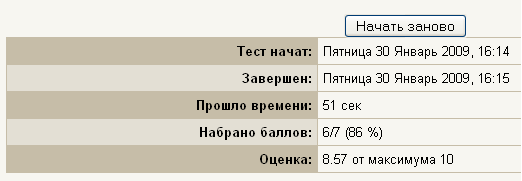 Начать заново
Тест начат: Пятница 30 Январь 2009, 16:14
Завершен: Пятница 30 Январь 2009, 16:15
Прошло времени: 51 сек
Набрано баллов: 6/7 (86 %)
Оценка: 8.57 от максимума 10